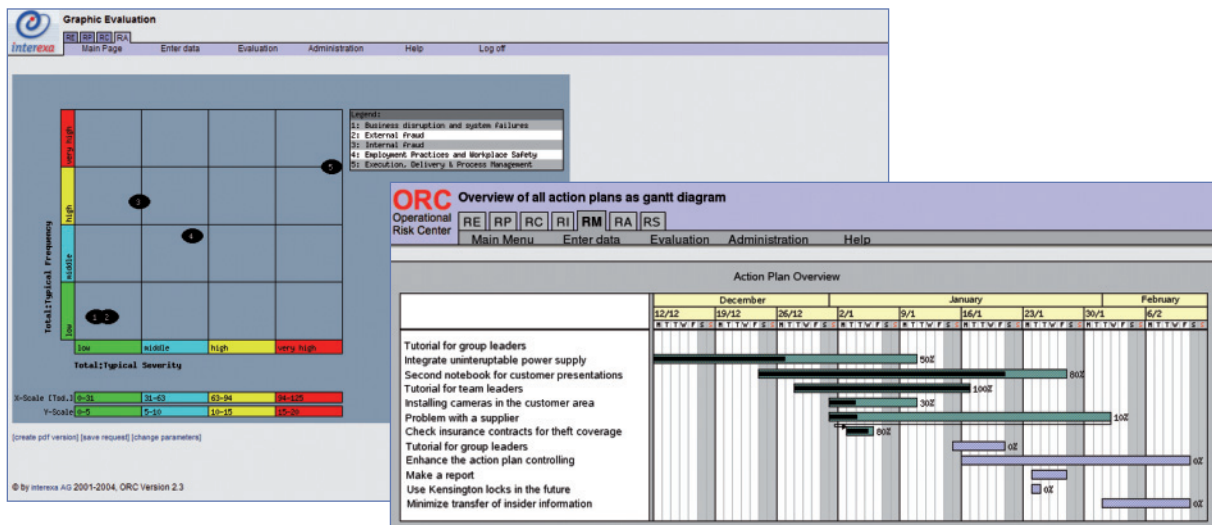 Graphic Evaluation
interexa
RE RP RC RA
Main Page Enter data Evaluation Administration Help Log off
very high
high
middle
low
Total:Typical Frequency
1
2
3
4
5
Legend:
1: Business disruption and system failures
2: External fraud
3: Internal fraud
4: Employment Practices and Workplace Safety
5: Execution, Delivery & Process Management
low middle high very high
Total:Typical Severity
X-Scale [Tsd.] 0-31 31-63 63-94 94-125
Y-Scale 0-5 5-10 10-15 15-20
[create pdf version] [save request] [change parameters]
© by interexa AG 2001-2004, ORC Version 2.3
ORC Overview of all action plans as gantt diagram
Operational
Risk Center
RE RP RC RI RM RA RS
Main Menu Enter data Evaluation Administration Help
Action Plan Overview
December January February
12/12 19/12 26/12 2/1 9/1 16/1 23/1 30/1 6/2
M T T W F S S M T T W F S S M T T W F S S M T T W F S S M T T W F S S M T T W F S S M T T W F S S M T T W F S S M T T W F S S
Tutorial for group leaders
Integrate uninteruptable power supply 50%
Second notebook for customer presentations 80%
Tutorial for team leaders 100%
Installing cameras in the customer area 30%
Problem with a supplier 10%
Check insurance contracts for theft coverage 80%
Tutorial for group leaders 0%
Enhance the action plan controlling 0%
Make a report
Use Kensington locks in the future 0%
Minimize transfer of insider information 0%